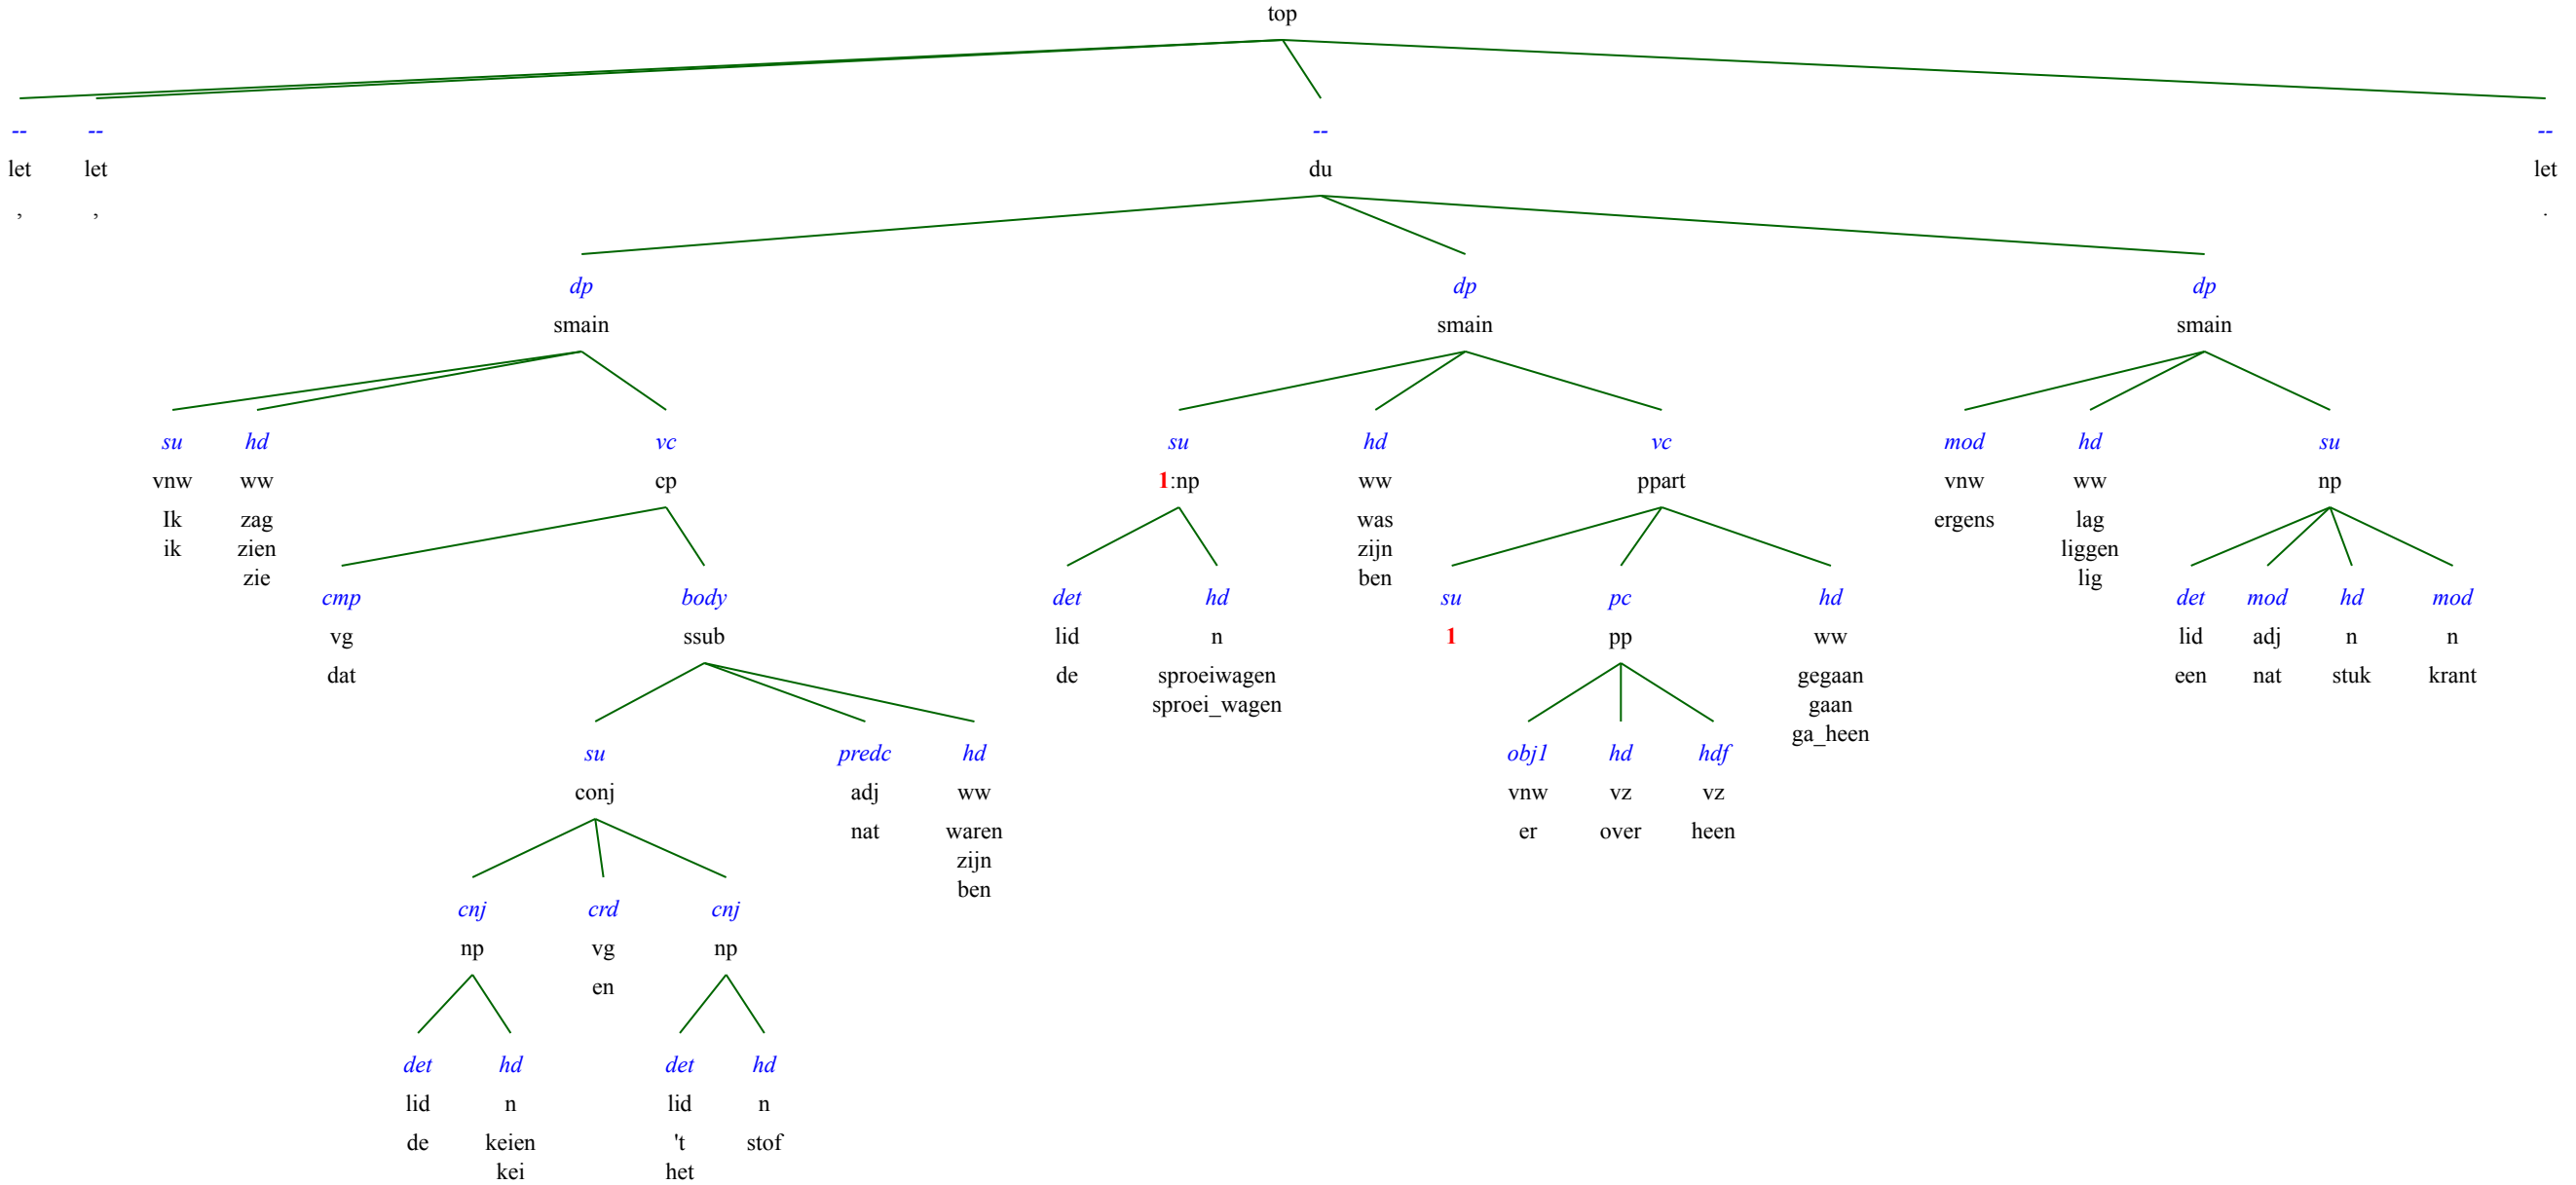 top
-- -- -- --
let let du let
, , .
dp dp dp
smain smain smain
su hd vc su hd vc mod hd su
vnw ww cp 1:np ww ppart vnw ww np
Ik zag was ergens lag
ik zien zijn liggen
zie ben lig
cmp body det hd su pc hd det mod hd mod
vg ssub lid n 1 pp ww lid adj n n
dat de sproeiwagen gegaan een nat stuk krant
sproei_wagen gaan
ga_heen
su predc hd obj1 hd hdf
conj adj ww vnw vz vz
nat waren er over heen
zijn
ben
cnj crd cnj
np vg np
en
det hd det hd
lid n lid n
de keien 't stof
kei het